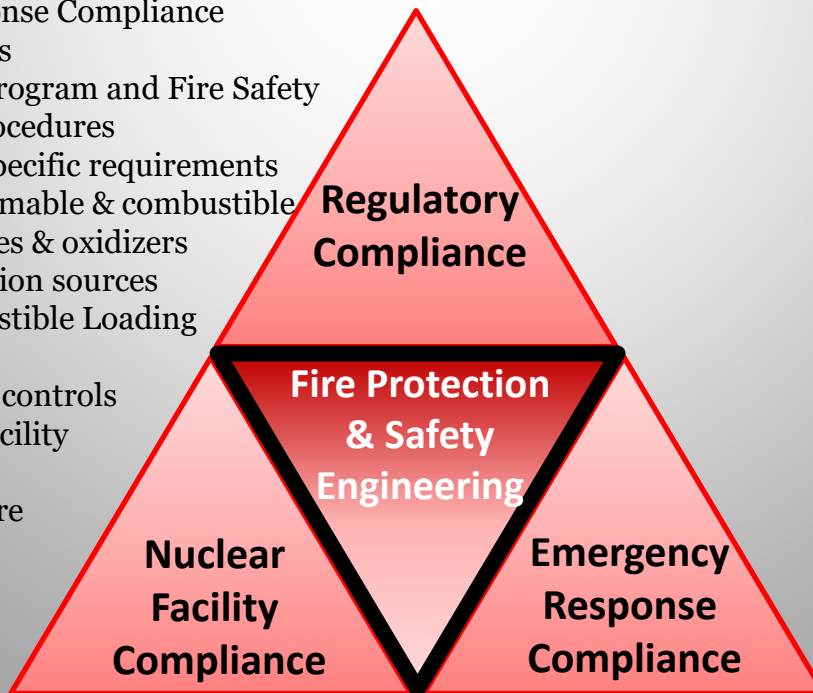 nse Compliance
s
rogram and Fire Safety
ocedures
pecific requirements
mable & combustible
es & oxidizers
ion sources
stible Loading
controls
cility
re
Regulatory
Compliance
Fire Protection
& Safety
Engineering
Nuclear
Facility
Compliance
Emergency
Response
Compliance